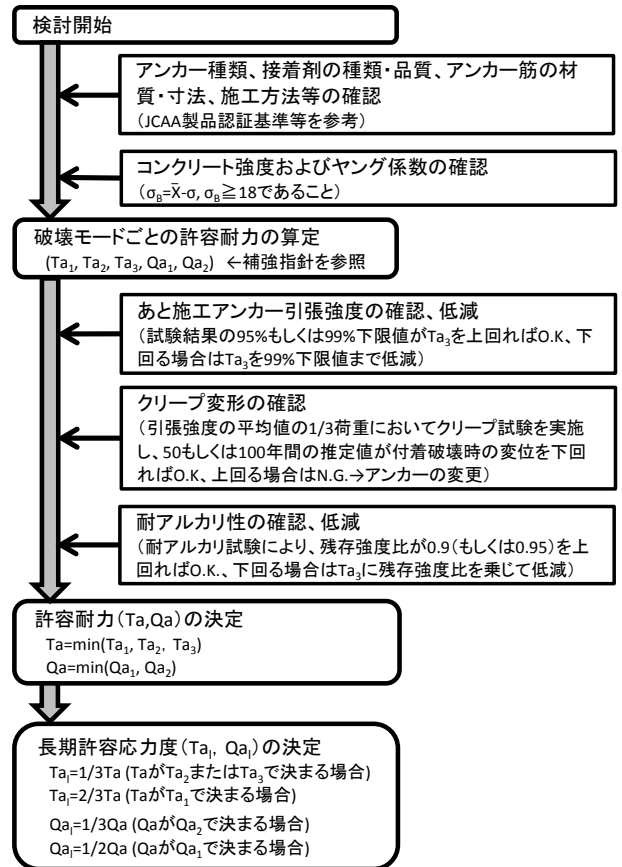 検討開始
アンカー種類、接着剤の種類・品質、アンカー筋の材
質・寸法、施工方法等の確認
（JCAA製品認証基準等を参考）
コンクリート強度およびヤング係数の確認
（σB=X̄-σ, σB≧18であること）
破壊モードごとの許容耐力の算定
(Ta1, Ta2, Ta3, Qa1, Qa2) ←補強指針を参照
あと施工アンカー引張強度の確認、低減
（試験結果の95%もしくは99%下限値がTa3を上回ればO.K、下
回る場合はTa3を99%下限値まで低減）
クリープ変形の確認
（引張強度の平均値の1/3荷重においてクリープ試験を実施
し、50もしくは100年間の推定値が付着破壊時の変位を下回
ればO.K、上回る場合はN.G.→アンカーの変更）
耐アルカリ性の確認、低減
（耐アルカリ試験により、残存強度比が0.9（もしくは0.95）を上
回ればO.K.、下回る場合はTa3に残存強度比を乗じて低減）
許容耐力（Ta,Qa）の決定
Ta=min(Ta1, Ta2, Ta3)
Qa=min(Qa1, Qa2)
長期許容応力度（Tal, Qal）の決定
Tal=1/3Ta (TaがTa2またはTa3で決まる場合)
Tal=2/3Ta (TaがTa1で決まる場合)
Qal=1/3Qa (QaがQa2で決まる場合)
Qal=1/2Qa (QaがQa1で決まる場合)